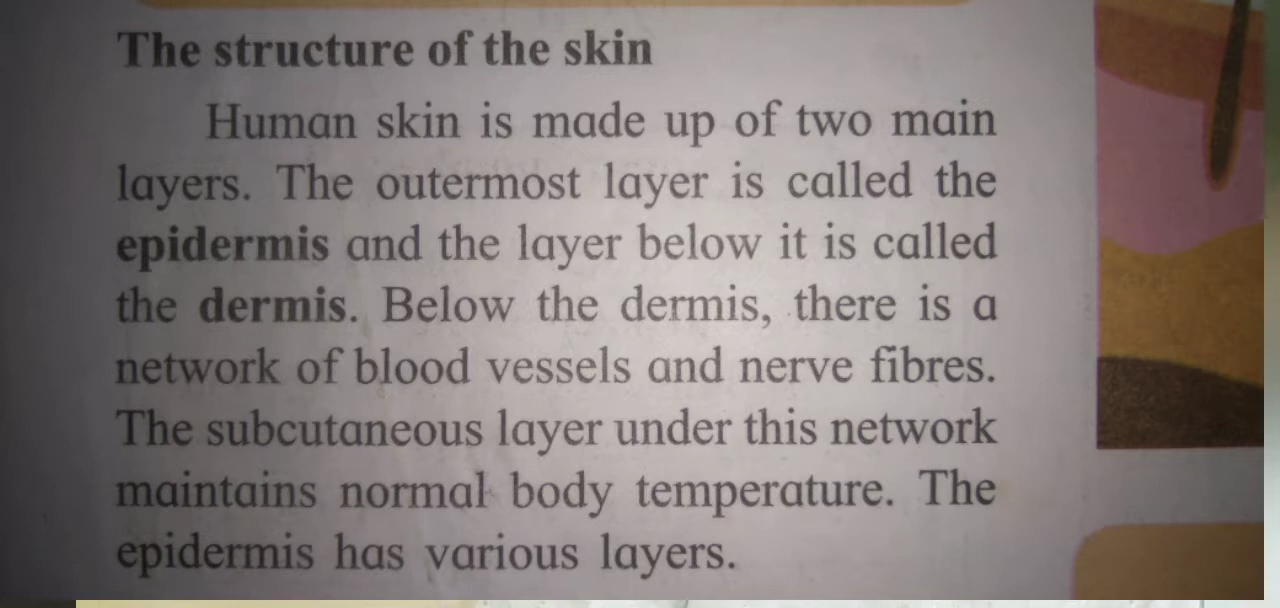 The structure of the skin
Human skin is made up of two main
layers. The outermost layer is called the
epidermis and the layer below it is called
the dermis. Below the dermis, there is a
network of blood vessels and nerve fibres.
The subcutaneous layer under this network
maintains normal body temperature. The
epidermis has various layers.